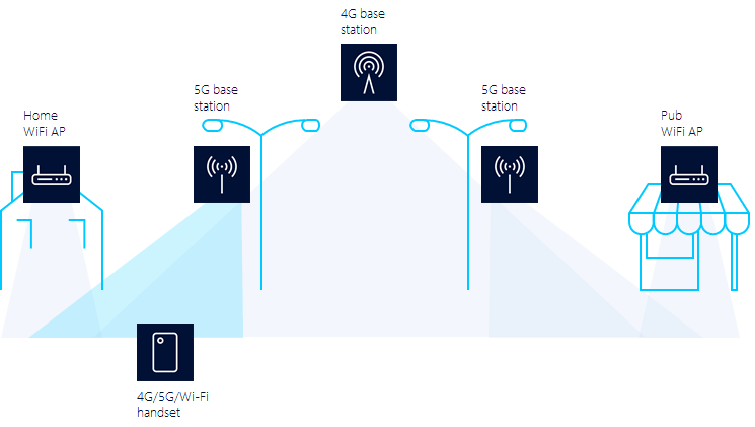 4G base
station
5G base
station
5G base
station
Home
WiFi AP
Pub
WiFi AP
4G/5G/Wi-Fi
handset